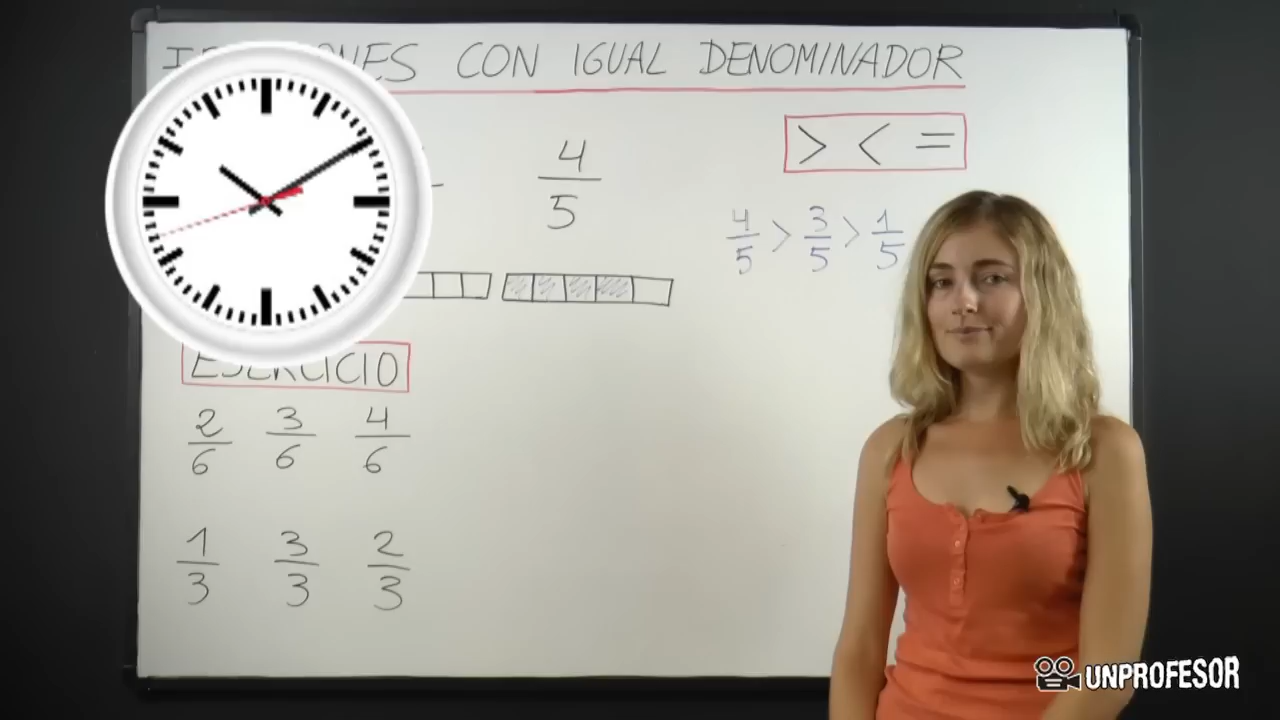 CON IGUAL DENOMINADOR
4/5
> < =
4/5 > 3/5 > 1/5
EJERCICIO
2/6 3/6 4/6
1/3 3/3 2/3
UNPROFESOR